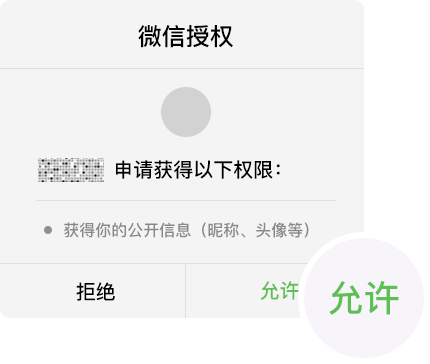 微信授权
申请获得以下权限：
获得你的公开信息（昵称、头像等）
拒绝
允许
允许